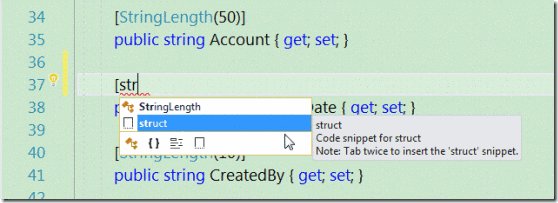 34 [StringLength(50)]
35 public string Account { get; set; }
36
37 [str
38 p Date { get; set; }
StringLength
struct
{ }
struct
Code snippet for struct
Note: Tab twice to insert the 'struct' snippet.
39
40 [StringLength(10)]
41 public string CreatedBy { get; set; }
42